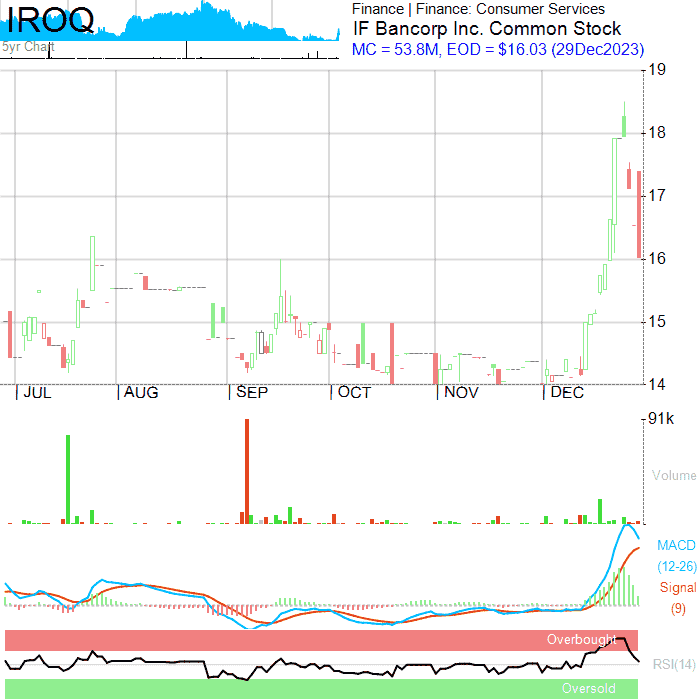 IROQ
5yr Chart
Finance | Finance: Consumer Services
IF Bancorp Inc. Common Stock
MC = 53.8M, EOD = $16.03 (29Dec2023)
19
18
17
16
15
14
JUL AUG SEP OCT NOV DEC
91k
Volume
MACD
(12-26)
Signal
(9)
Overbought
RSI(14)
Oversold